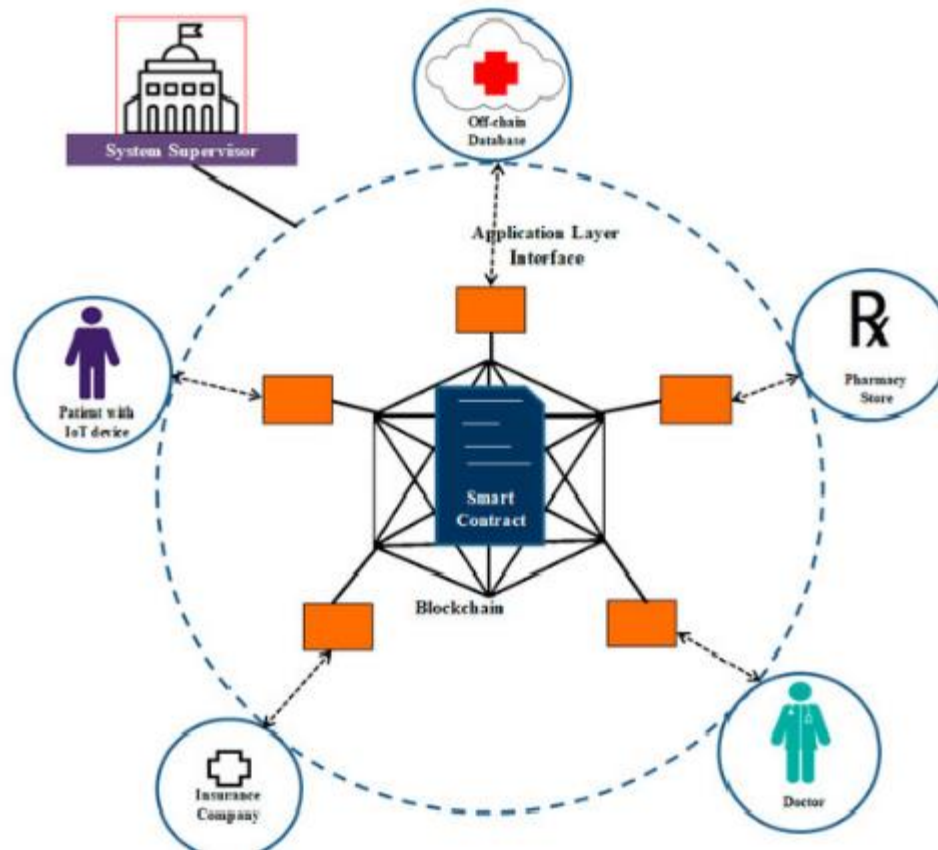 System Supervisor
Off-chain
Database
Application Layer
Interface
Patient with
IoT device
Rx
Pharmacy
Store
Smart
Contract
Blockchain
Insurance
Company
Doctor